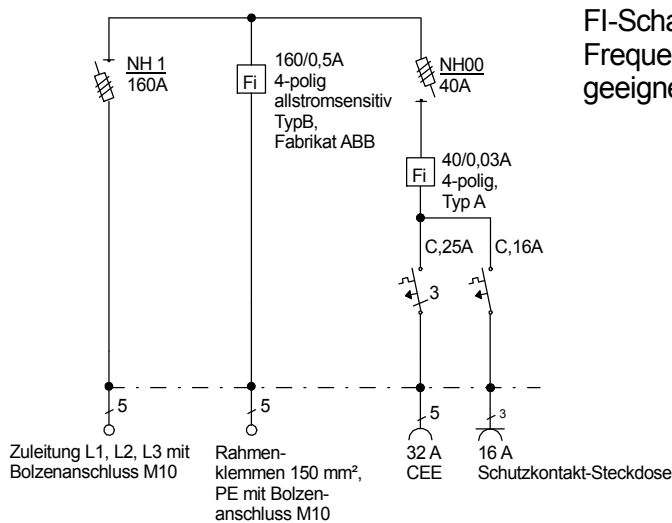 FI-Scha
Freque
geeigne
NH 1
160A
Fi
160/0,5A
4-polig
allstromsensitiv
TypB,
Fabrikat ABB
NH00
40A
Fi
40/0,03A
4-polig,
Typ A
C,25A
C,16A
3
5
5
5
3
Zuleitung L1, L2, L3 mit
Bolzenanschluss M10
Rahmen-
klemmen 150 mm²,
PE mit Bolzen-
anschluss M10
32 A
CEE
16 A
Schutzkontakt-Steckdose